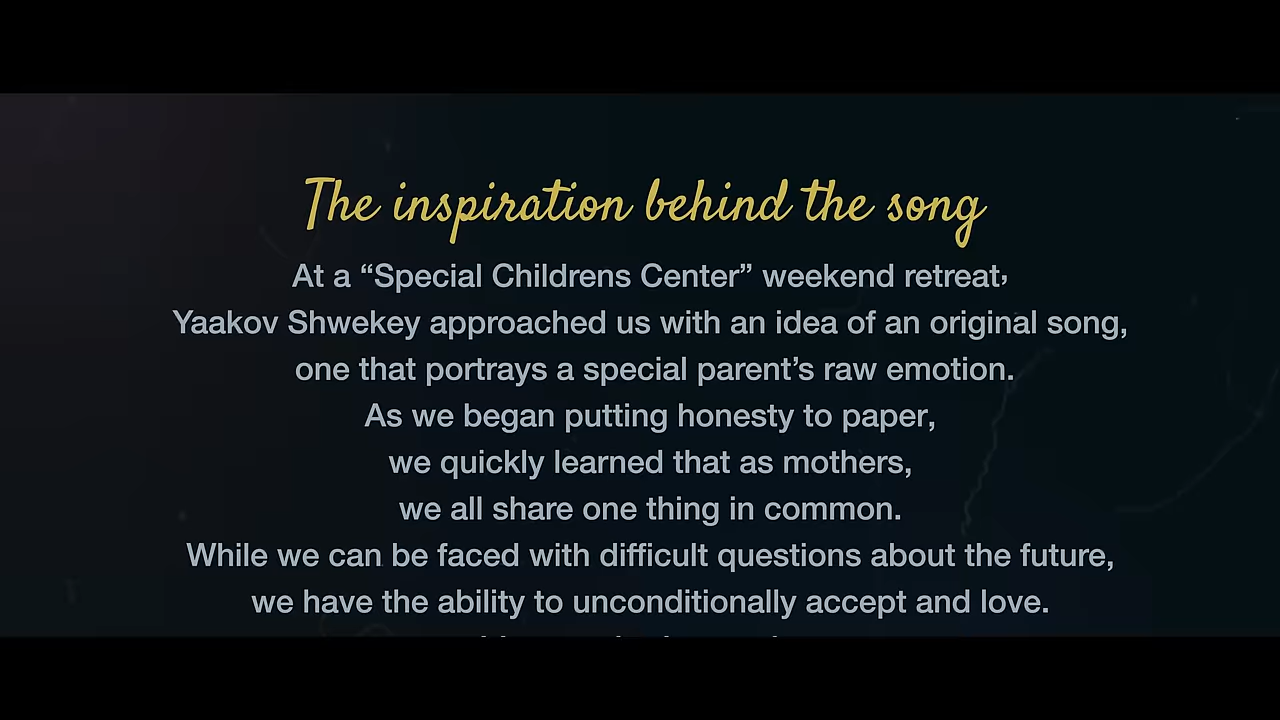 The inspiration behind the song
At a “Special Childrens Center” weekend retreat,
Yaakov Shwekey approached us with an idea of an original song,
one that portrays a special parent’s raw emotion.
As we began putting honesty to paper,
we quickly learned that as mothers,
we all share one thing in common.
While we can be faced with difficult questions about the future,
we have the ability to unconditionally accept and love.